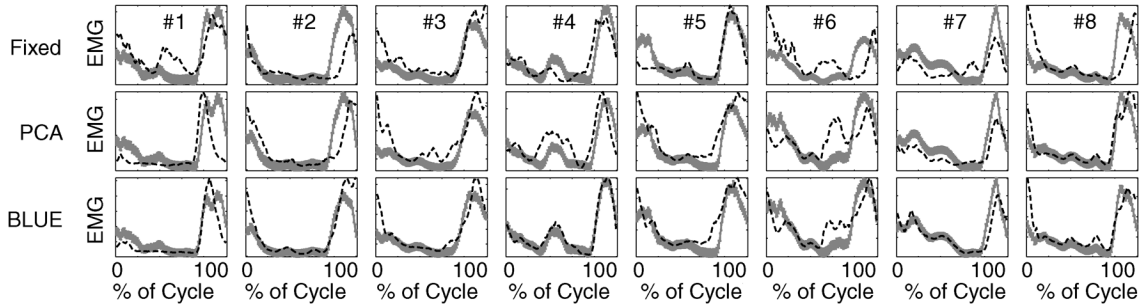 Fixed EMG #1 #2 #3 #4 #5 #6 #7 #8
PCA EMG
BLUE EMG
0 100 0 100 0 100 0 100 0 100 0 100 0 100 0 100
% of Cycle % of Cycle % of Cycle % of Cycle % of Cycle % of Cycle % of Cycle % of Cycle